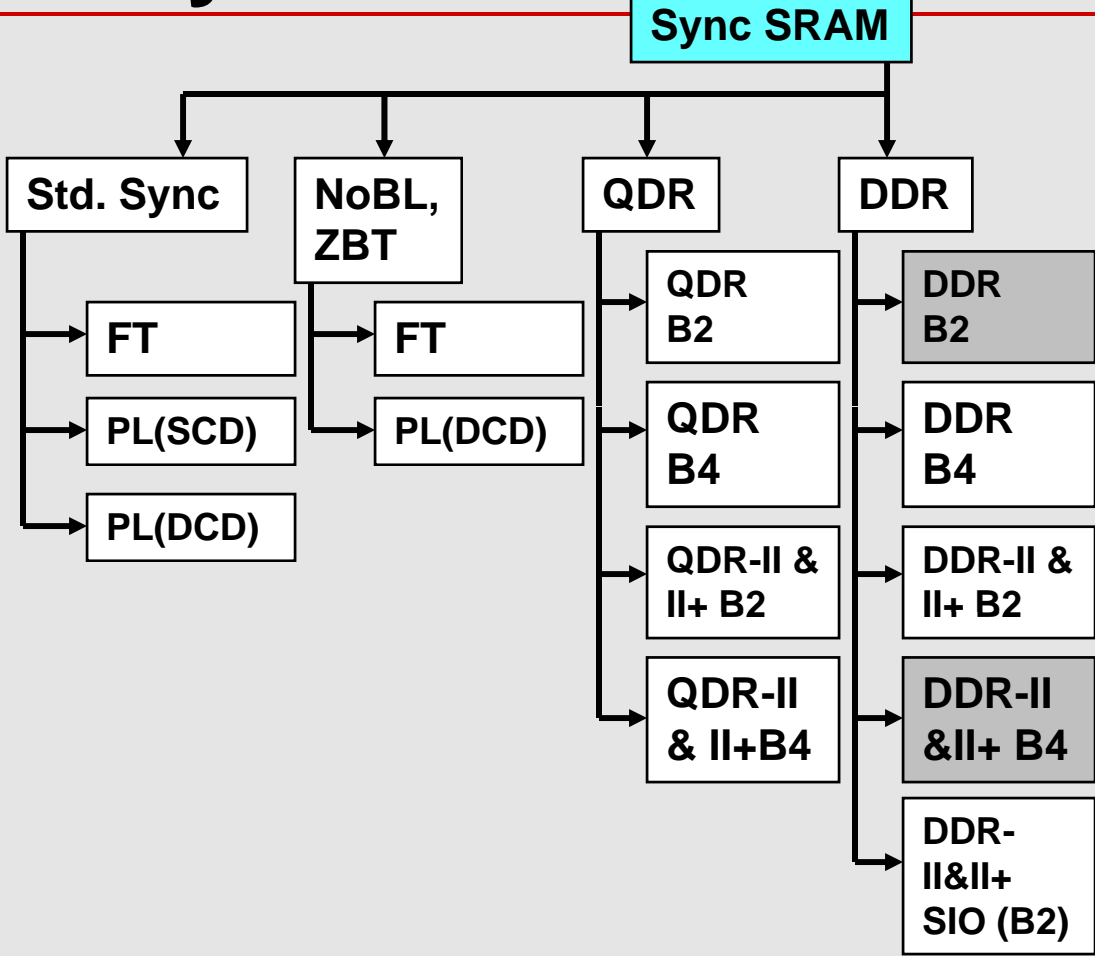 Sync SRAM
Std. Sync
NoBL,
ZBT
QDR
DDR
FT
PL(SCD)
PL(DCD)
FT
PL(DCD)
QDR
B2
QDR
B4
QDR-II &
II+ B2
QDR-II
& II+B4
DDR
B2
DDR
B4
DDR-II &
II+ B2
DDR-II
&II+ B4
DDR-
II&II+
SIO (B2)